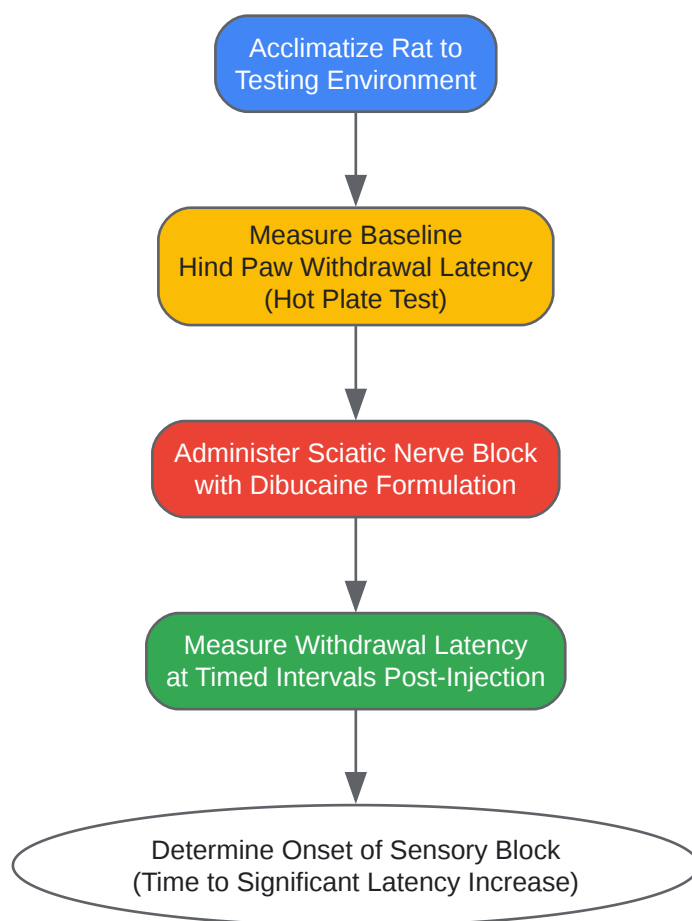 Acclimatize Rat to
Testing Environment
Measure Baseline
Hind Paw Withdrawal Latency
(Hot Plate Test)
Administer Sciatic Nerve Block
with Dibucaine Formulation
Measure Withdrawal Latency
at Timed Intervals Post-Injection
Determine Onset of Sensory Block
(Time to Significant Latency Increase)